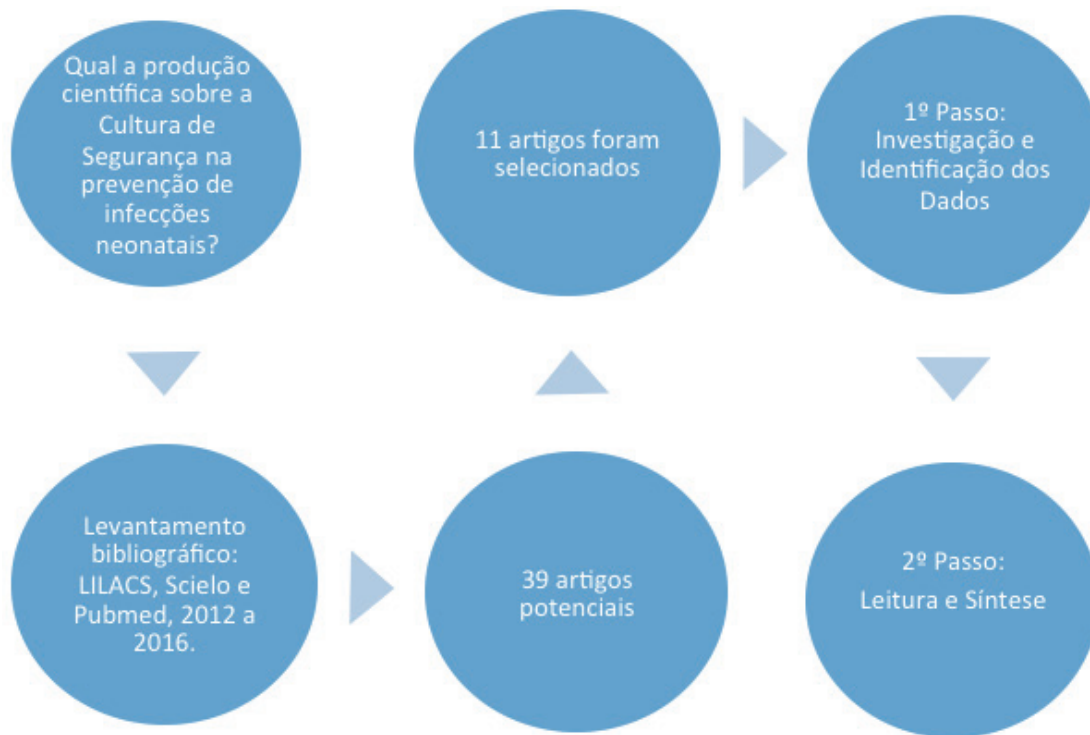 Qual a produção
científica sobre a
Cultura de
Segurança na
prevenção de
infecções
neonatais?
Levantamento
bibliográfico:
LILACS, Scielo e
Pubmed, 2012 a
2016.
39 artigos
potenciais
11 artigos foram
selecionados
1º Passo:
Investigação e
Identificação dos
Dados
2º Passo:
Leitura e Síntese